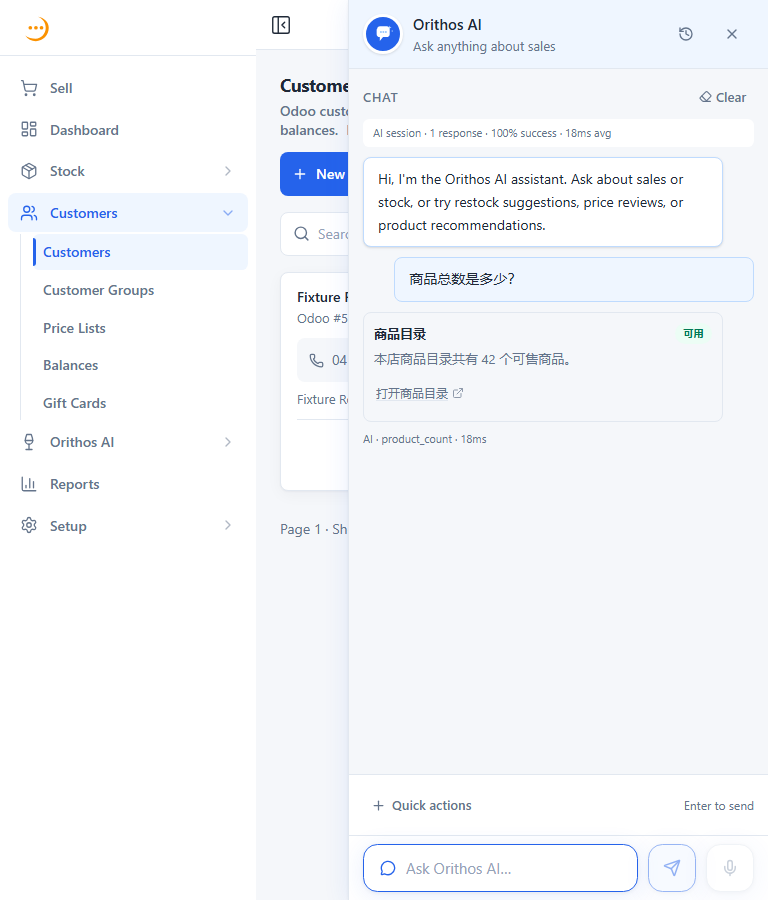 Sell
Dashboard
Stock
Customers
Customers
Customer Groups
Price Lists
Balances
Gift Cards
Orithos AI
Reports
Setup
Custome
Odoo custo
balances.
New
Searc
Fixture F
Odoo #5
04
Fixture Re
Page 1 · Sh
Orithos AI
Ask anything about sales
CHAT
Clear
AI session · 1 response · 100% success · 18ms avg
Hi, I'm the Orithos AI assistant. Ask about sales or
stock, or try restock suggestions, price reviews, or
product recommendations.
商品总数是多少?
商品目录
可用
本店商品目录共有 42 个可售商品。
打开商品目录
AI · product_count · 18ms
Quick actions
Enter to send
Ask Orithos AI...